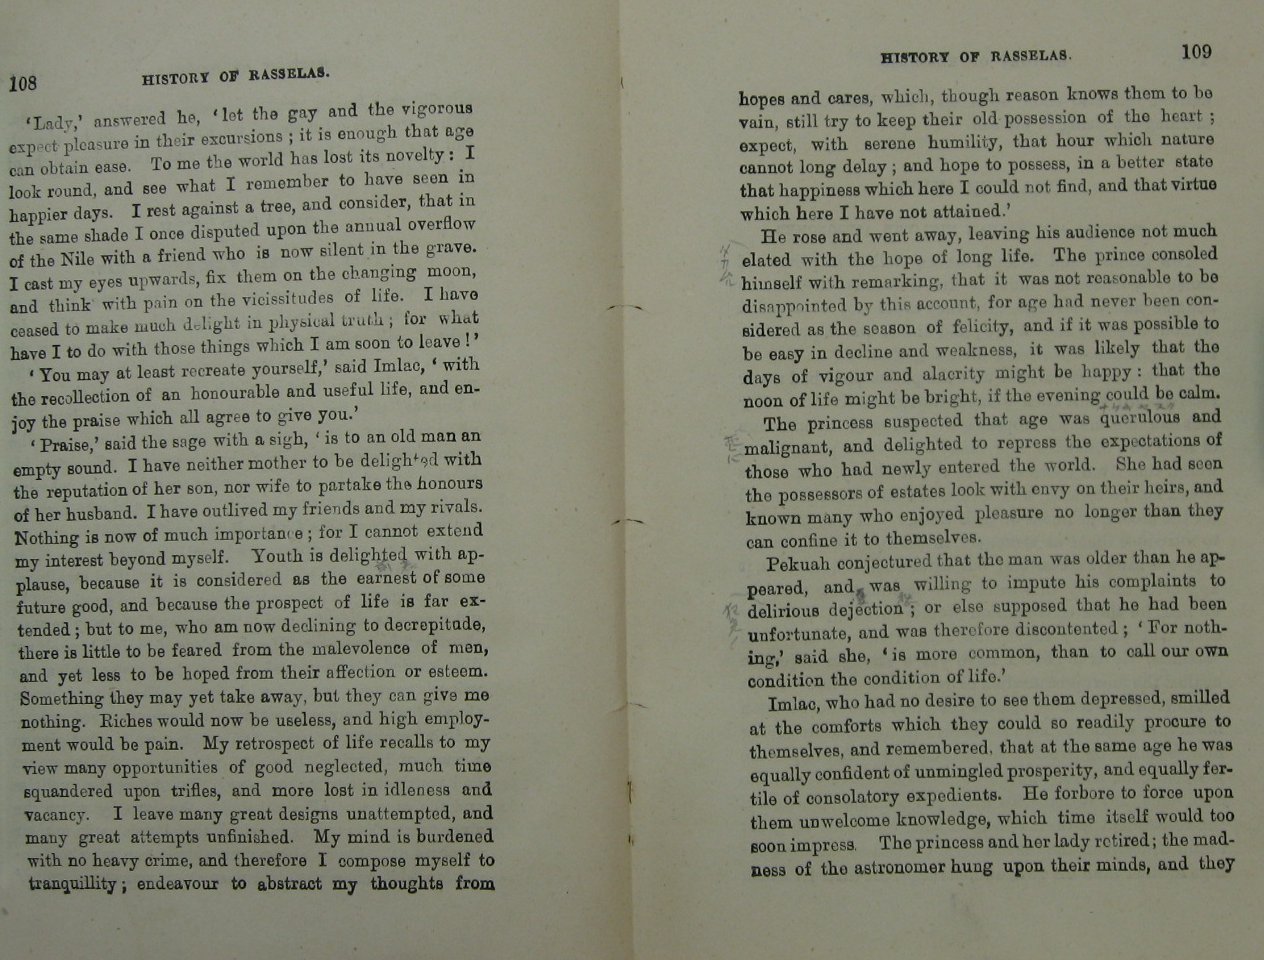 108
HISTORY OF RASSELAS.
‘Lady,’ answered he, ‘let the gay and the vigorous
expect pleasure in their excursions ; it is enough that age
can obtain ease. To me the world has lost its novelty : I
look round, and see what I remember to have seen in
happier days. I rest against a tree, and consider, that in
the same shade I once disputed upon the annual overflow
of the Nile with a friend who is now silent in the grave.
I cast my eyes upwards, fix them on the changing moon,
and think with pain on the vicissitudes of life. I have
ceased to make much delight in physical truth ; for what
have I to do with those things which I am soon to leave !’
‘You may at least recreate yourself,’ said Imlac, ‘with
the recollection of an honourable and useful life, and en-
joy the praise which all agree to give you.’
‘Praise,’ said the sage with a sigh, ‘is to an old man an
empty sound. I have neither mother to be delighted with
the reputation of her son, nor wife to partake the honours
of her husband. I have outlived my friends and my rivals.
Nothing is now of much importance ; for I cannot extend
my interest beyond myself. Youth is delighted with ap-
plause, because it is considered as the earnest of some
future good, and because the prospect of life is far ex-
tended ; but to me, who am now declining to decrepitude,
there is little to be feared from the malevolence of men,
and yet less to be hoped from their affection or esteem.
Something they may yet take away, but they can give me
nothing. Riches would now be useless, and high employ-
ment would be pain. My retrospect of life recalls to my
view many opportunities of good neglected, much time
squandered upon trifles, and more lost in idleness and
vacancy. I leave many great designs unattempted, and
many great attempts unfinished. My mind is burdened
with no heavy crime, and therefore I compose myself to
tranquillity ; endeavour to abstract my thoughts from
HISTORY OF RASSELAS.
109
hopes and cares, which, though reason knows them to be
vain, still try to keep their old possession of the heart ;
expect, with serene humility, that hour which nature
cannot long delay ; and hope to possess, in a better state
that happiness which here I could not find, and that virtue
which here I have not attained.’
He rose and went away, leaving his audience not much
elated with the hope of long life. The prince consoled
himself with remarking, that it was not reasonable to be
disappointed by this account, for age had never been con-
sidered as the season of felicity, and if it was possible to
be easy in decline and weakness, it was likely that the
days of vigour and alacrity might be happy : that the
noon of life might be bright, if the evening could be calm.
The princess suspected that age was querulous and
malignant, and delighted to repress the expectations of
those who had newly entered the world. She had seen
the possessors of estates look with envy on their heirs, and
known many who enjoyed pleasure no longer than they
can confine it to themselves.
Pekuah conjectured that the man was older than he ap-
peared, and was willing to impute his complaints to
delirious dejection ; or else supposed that he had been
unfortunate, and was therefore discontented ; ‘For noth-
ing,’ said she, ‘is more common, than to call our own
condition the condition of life.’
Imlac, who had no desire to see them depressed, smilled
at the comforts which they could so readily procure to
themselves, and remembered, that at the same age he was
equally confident of unmingled prosperity, and equally fer-
tile of consolatory expedients. He forbore to force upon
them unwelcome knowledge, which time itself would too
soon impress. The princess and her lady retired ; the mad-
ness of the astronomer hung upon their minds, and they